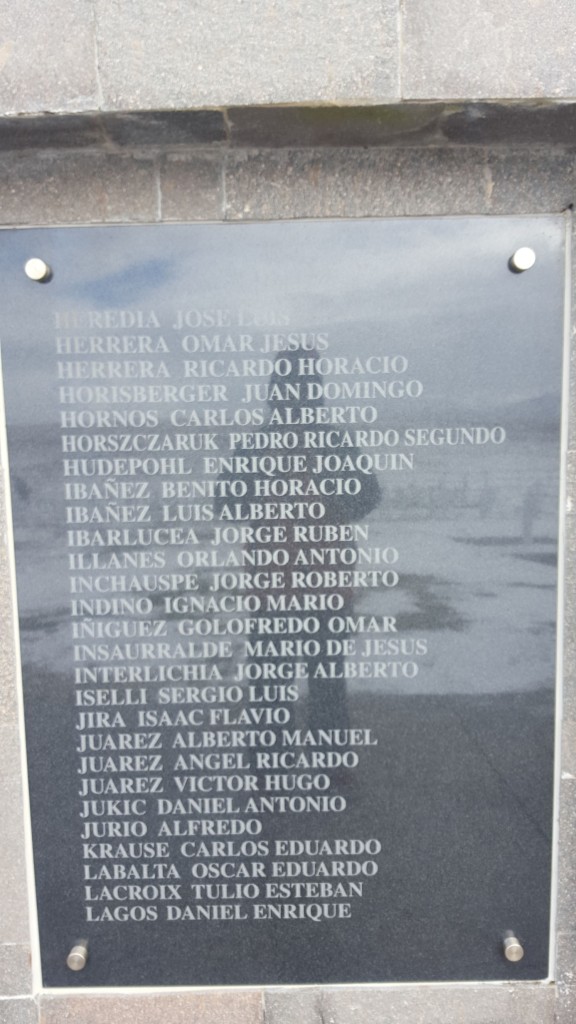 HEREDIA JOSE LUIS
HERRERA OMAR JESUS
HERRERA RICARDO HORACIO
HORISBERGER JUAN DOMINGO
HORNOS CARLOS ALBERTO
HORSZCZARUK PEDRO RICARDO SEGUNDO
HUDEPOHL ENRIQUE JOAQUIN
IBAÑEZ BENITO HORACIO
IBAÑEZ LUIS ALBERTO
IBARLUCEA JORGE RUBEN
ILLANES ORLANDO ANTONIO
INCHAUSPE JORGE ROBERTO
INDINO IGNACIO MARIO
IÑIGUEZ GOLOFREDO OMAR
INSAURRALDE MARIO DE JESUS
INTERLICHIA JORGE ALBERTO
ISELLI SERGIO LUIS
JIRA ISAAC FLAVIO
JUAREZ ALBERTO MANUEL
JUAREZ ANGEL RICARDO
JUAREZ VICTOR HUGO
JUKIC DANIEL ANTONIO
JURIO ALFREDO
KRAUSE CARLOS EDUARDO
LABALTA OSCAR EDUARDO
LACROIX TULIO ESTEBAN
LAGOS DANIEL ENRIQUE